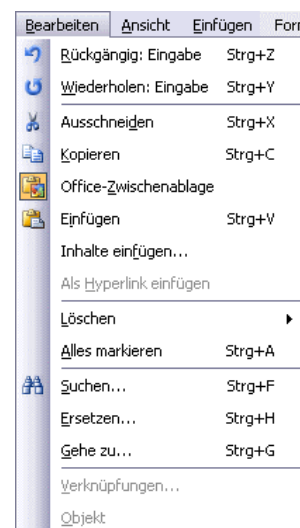 Bearbeiten Ansicht Einfügen
Rückgängig: Eingabe Strg+Z
Wiederholen: Eingabe Strg+Y
Ausschneiden Strg+X
Kopieren Strg+C
Office-Zwischenablage
Einfügen Strg+V
Inhalte einfügen...
Als Hyperlink einfügen
Löschen
Alles markieren Strg+A
Suchen... Strg+F
Ersetzen... Strg+H
Gehe zu... Strg+G
Verknüpfungen...
Objekt